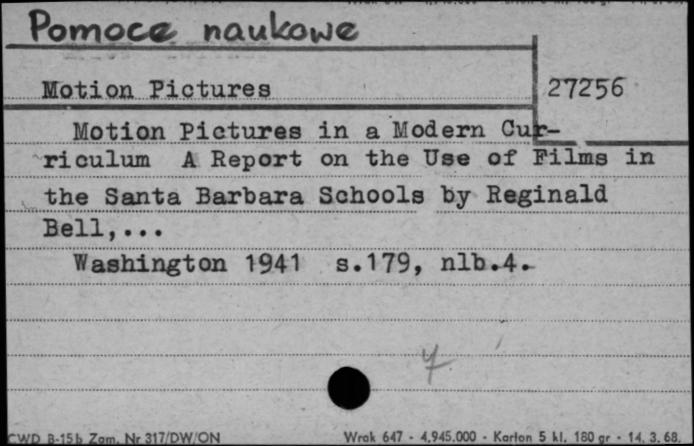 Pomoce naukowe
Motion Pictures
27256
Motion Pictures in a Modern Cur-
riculum A Report on the Use of Films in
the Santa Barbara Schools by Reginald
Bell,...
Washington 1941 s.179, nlb.4.
CWD B-15b Zam. Nr 317/DW/ON
Wrak 647 - 4.945.000 - Karton 5 kl. 180 gr - 14. 3. 68.